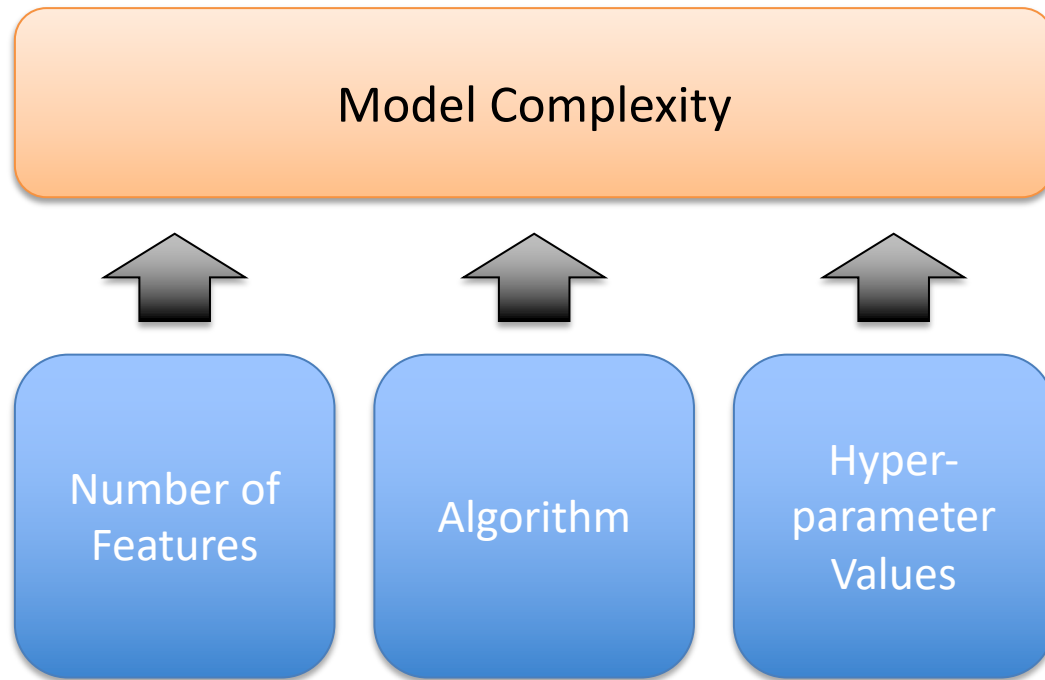 Model Complexity
Number of
Features
Algorithm
Hyper-
parameter
Values